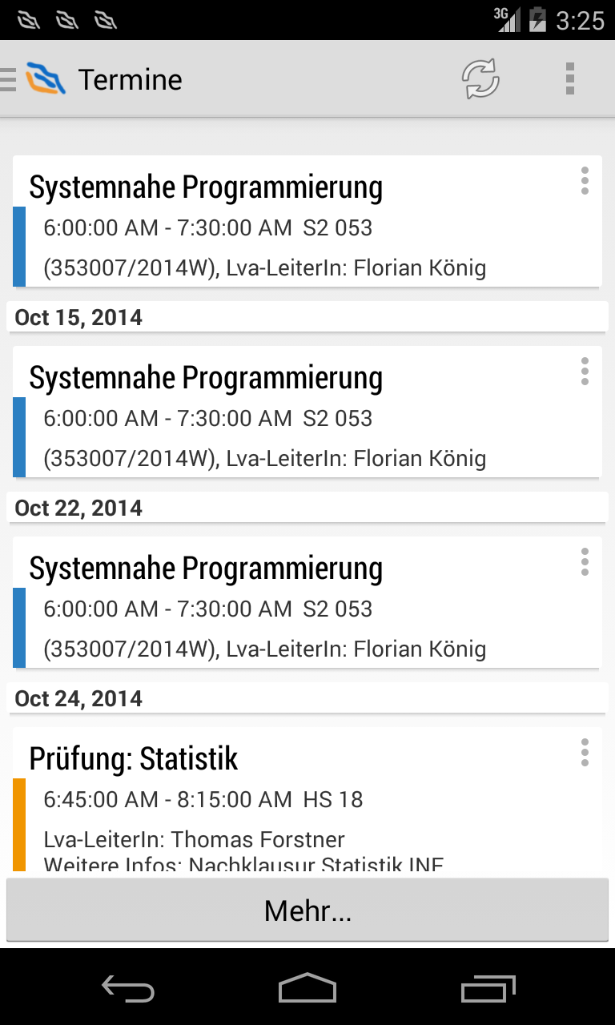 3G
3:25
Termine
Systemnahe Programmierung
6:00:00 AM - 7:30:00 AM S2 053
(353007/2014W), Lva-LeiterIn: Florian König
Oct 15, 2014
Systemnahe Programmierung
6:00:00 AM - 7:30:00 AM S2 053
(353007/2014W), Lva-LeiterIn: Florian König
Oct 22, 2014
Systemnahe Programmierung
6:00:00 AM - 7:30:00 AM S2 053
(353007/2014W), Lva-LeiterIn: Florian König
Oct 24, 2014
Prüfung: Statistik
6:45:00 AM - 8:15:00 AM HS 18
Lva-LeiterIn: Thomas Forstner
Weitere Infos: Nachklausur Statistik INF
Mehr...